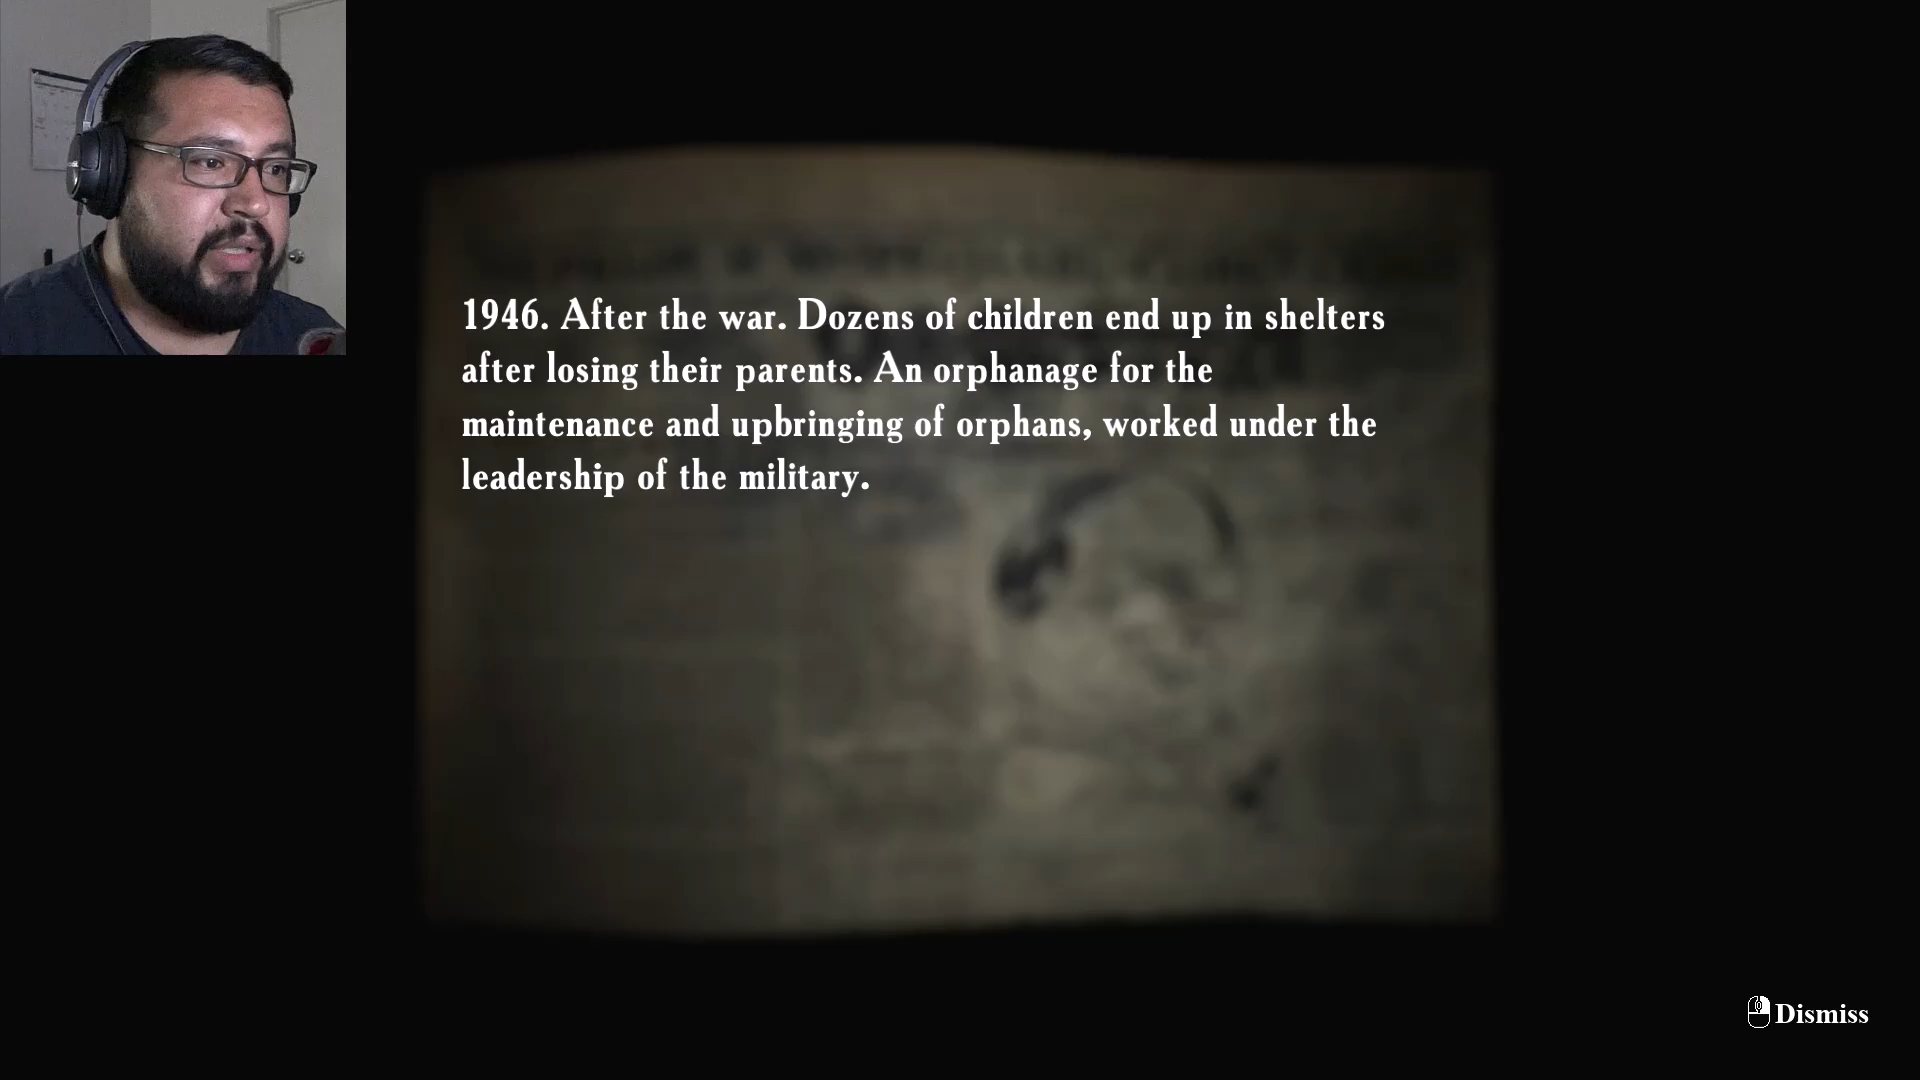 1946. After the war. Dozens of children end up in shelters
after losing their parents. An orphanage for the
maintenance and upbringing of orphans, worked under the
leadership of the military.
Dismiss